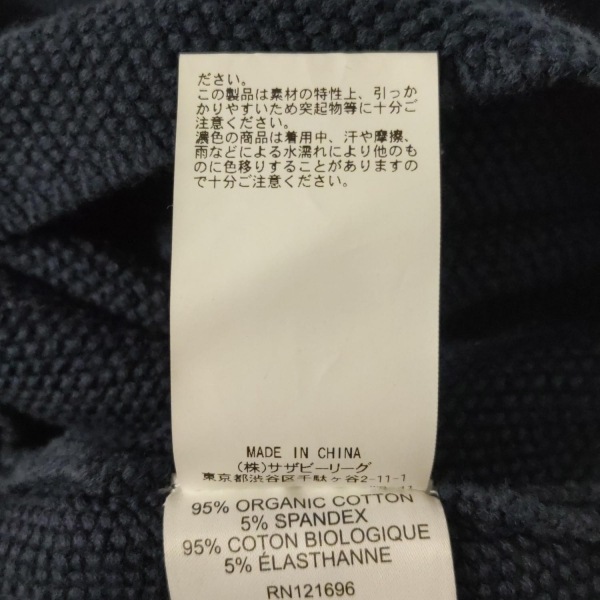 ださい。
この製品は素材の特性上、引っか
かりやすいため突起物等に十分ご
注意ください。
濃色の商品は着用中、汗や摩擦、
雨などによる水濡れにより他のも
のに色移りすることがありますの
で十分ご注意ください。
MADE IN CHINA
(株)サザビーリーグ
東京都渋谷区千駄ヶ谷2-11-1
95% ORGANIC COTTON
5% SPANDEX
95% COTON BIOLOGIQUE
5% ÉLASTHANNE
RN121696